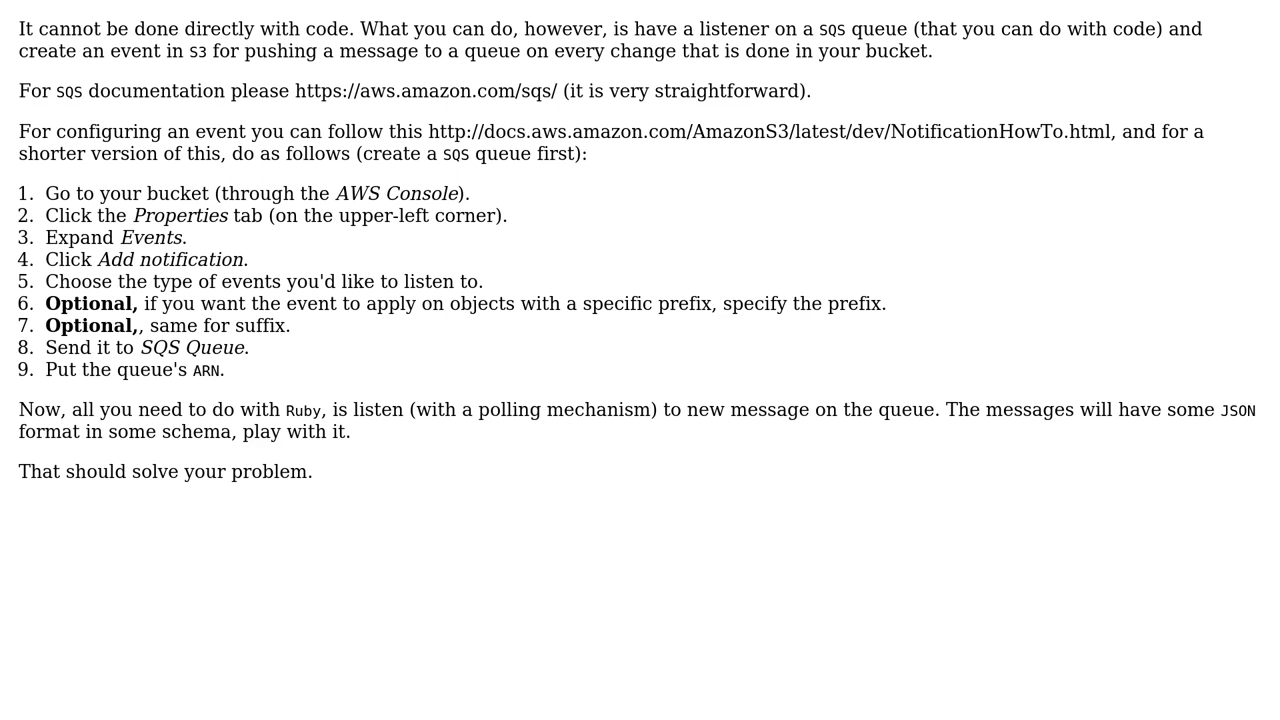 It cannot be done directly with code. What you can do, however, is have a listener on a SQS queue (that you can do with code) and
create an event in S3 for pushing a message to a queue on every change that is done in your bucket.
For SQS documentation please https://aws.amazon.com/sqs/ (it is very straightforward).
For configuring an event you can follow this http://docs.aws.amazon.com/AmazonS3/latest/dev/NotificationHowTo.html, and for a
shorter version of this, do as follows (create a SQS queue first):
1. Go to your bucket (through the AWS Console).
2. Click the Properties tab (on the upper-left corner).
3. Expand Events.
4. Click Add notification.
5. Choose the type of events you'd like to listen to.
6. Optional, if you want the event to apply on objects with a specific prefix, specify the prefix.
7. Optional,, same for suffix.
8. Send it to SQS Queue.
9. Put the queue's ARN.
Now, all you need to do with Ruby, is listen (with a polling mechanism) to new message on the queue. The messages will have some JSON
format in some schema, play with it.
That should solve your problem.